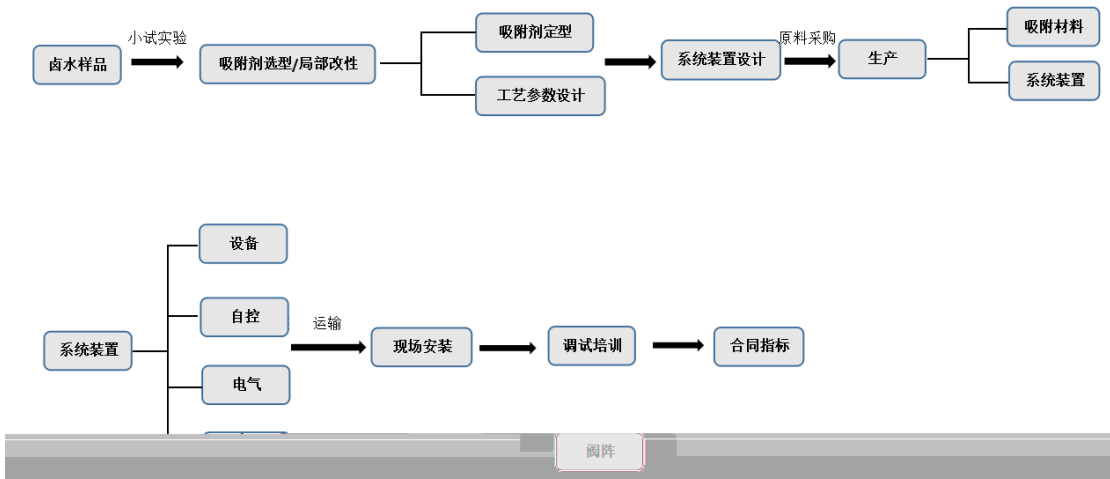 卤水样品
小试实验
吸附剂选型/局部改性
吸附剂定型
工艺参数设计
系统装置设计
原料采购
生产
吸附材料
系统装置
系统装置
设备
自控
电气
运输
现场安装
调试培训
合同指标
阀阵